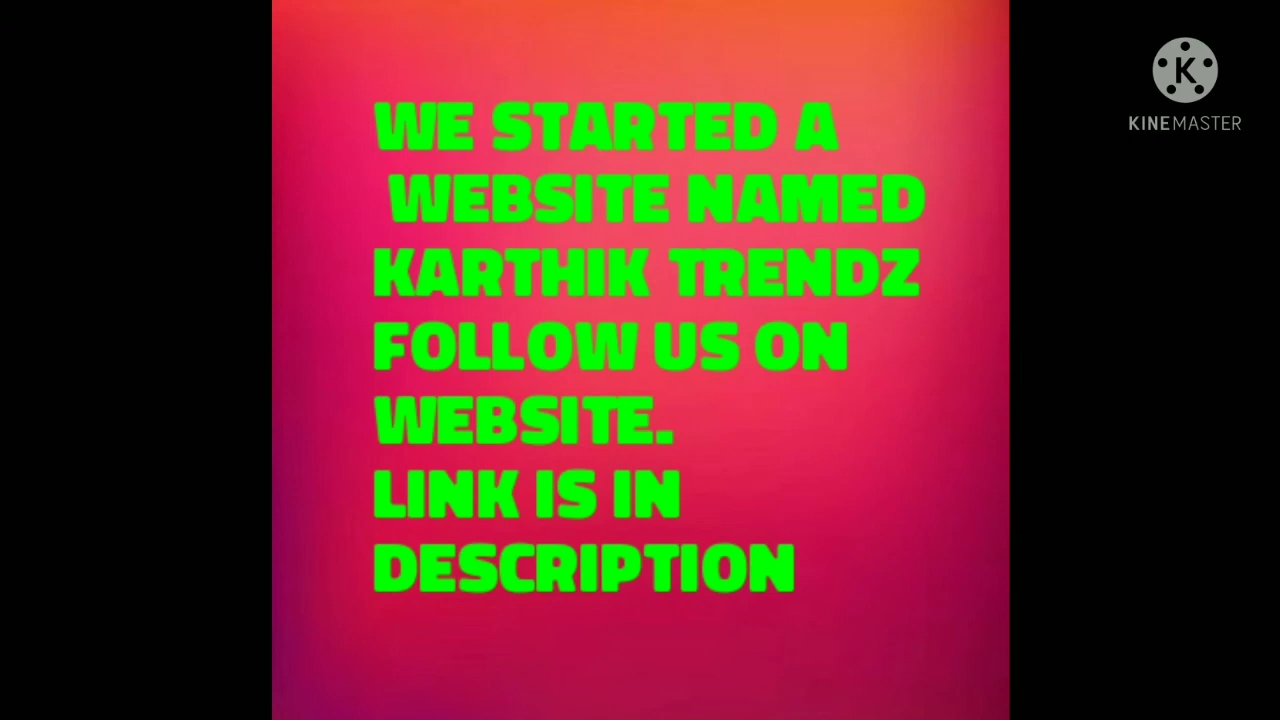 WE STARTED A
WEBSITE NAMED
KARTHIK TRENDZ
FOLLOW US ON
WEBSITE.
LINK IS IN
DESCRIPTION
K
KINEMASTER